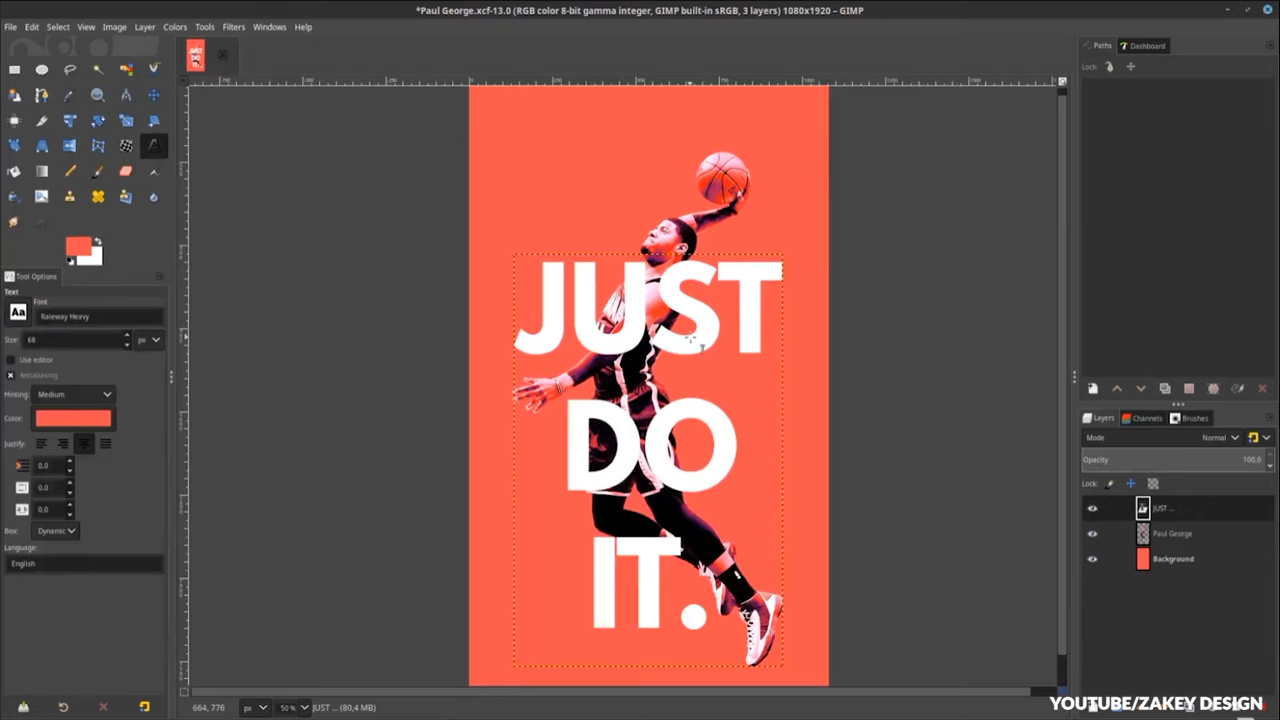 *Paul George.xcf-13.0 (RGB color 8-bit gamma integer, GIMP built-in sRGB, 3 layers) 1080x1920 – GIMP
File Edit Select View Image Layer Colors Tools Filters Windows Help
Paths Dashboard
Lock:
Tool Options
Text
Font
Aa Raleway Heavy
Size: 68 px
Use editor
Antialiasing
Hinting: Medium
Color:
Justify:
0.0
0.0
0.0
Box: Dynamic
Language:
English
JUST
DO
IT.
Layers Channels Brushes
Mode Normal
Opacity 100,0
Lock:
JUST ...
Paul George
Background
664, 776 px 50 % JUST ... (80,4 MB)
YOUTUBE/ZAKEY DESIGN